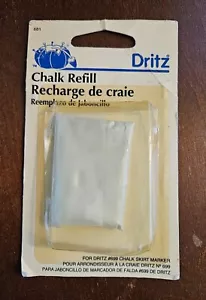 Dritz®
Chalk Refill
Recharge de craie
Reemplazo de Jaboncillo
FOR DRITZ #699 CHALK SKIRT MARKER
POUR ARRONDISSEUR À LA CRAIE DRITZ Nº 699
PARA JABONCILLO DE MARCADOR DE FALDA #699 DE DRITZ